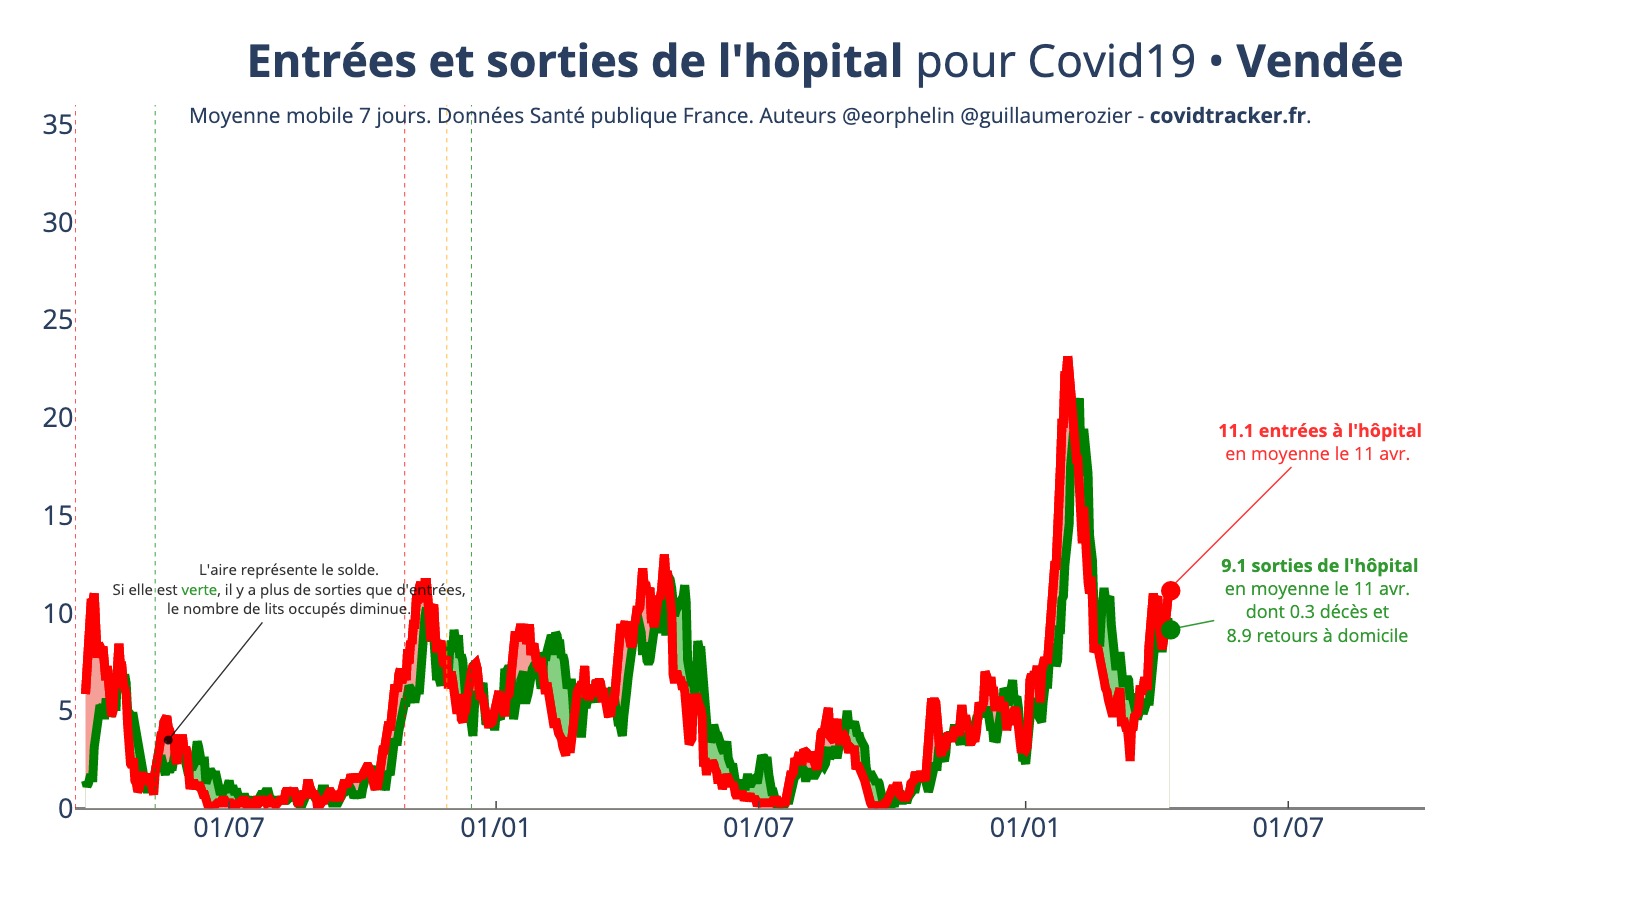 Entrées et sorties de l'hôpital pour Covid19 • Vendée
Moyenne mobile 7 jours. Données Santé publique France. Auteurs @eorphelin @guillaumerozier - covidtracker.fr.
35
30
25
20
15
10
5
0
11.1 entrées à l'hôpital
en moyenne le 11 avr.
9.1 sorties de l'hôpital
en moyenne le 11 avr.
dont 0.3 décès et
8.9 retours à domicile
L'aire représente le solde.
Si elle est verte, il y a plus de sorties que d'entrées,
le nombre de lits occupés diminue.
01/07
01/01
01/07
01/01
01/07